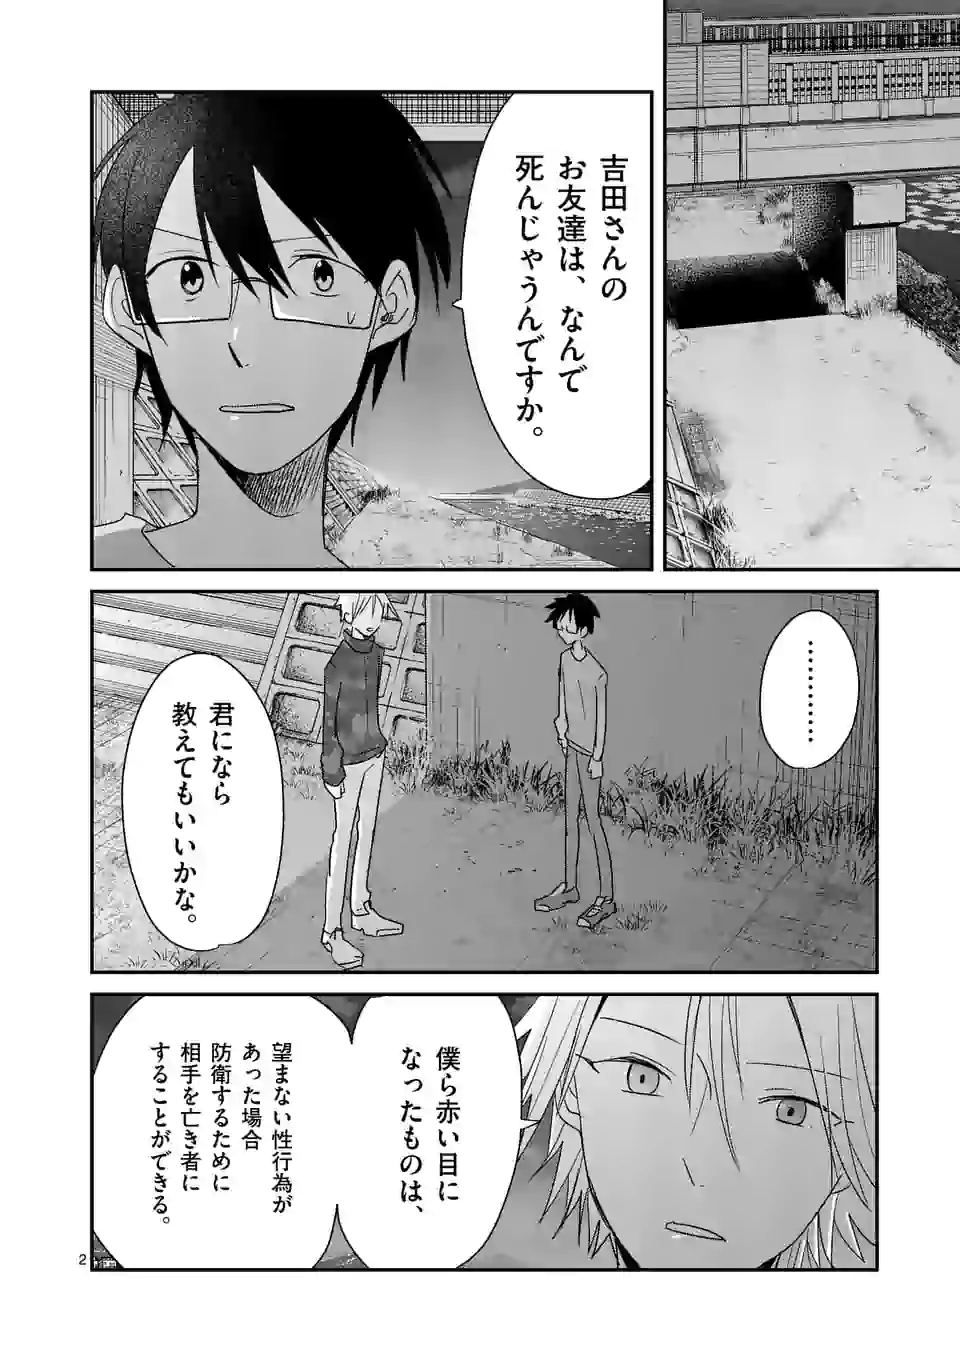 吉田さんの
お友達は、なんで
死んじゃうんですか。
…………
君になら
教えてもいいかな。
僕ら赤い目に
なったものは、
望まない性行為が
あった場合
防衛するために
相手を亡き者に
することができる。
2